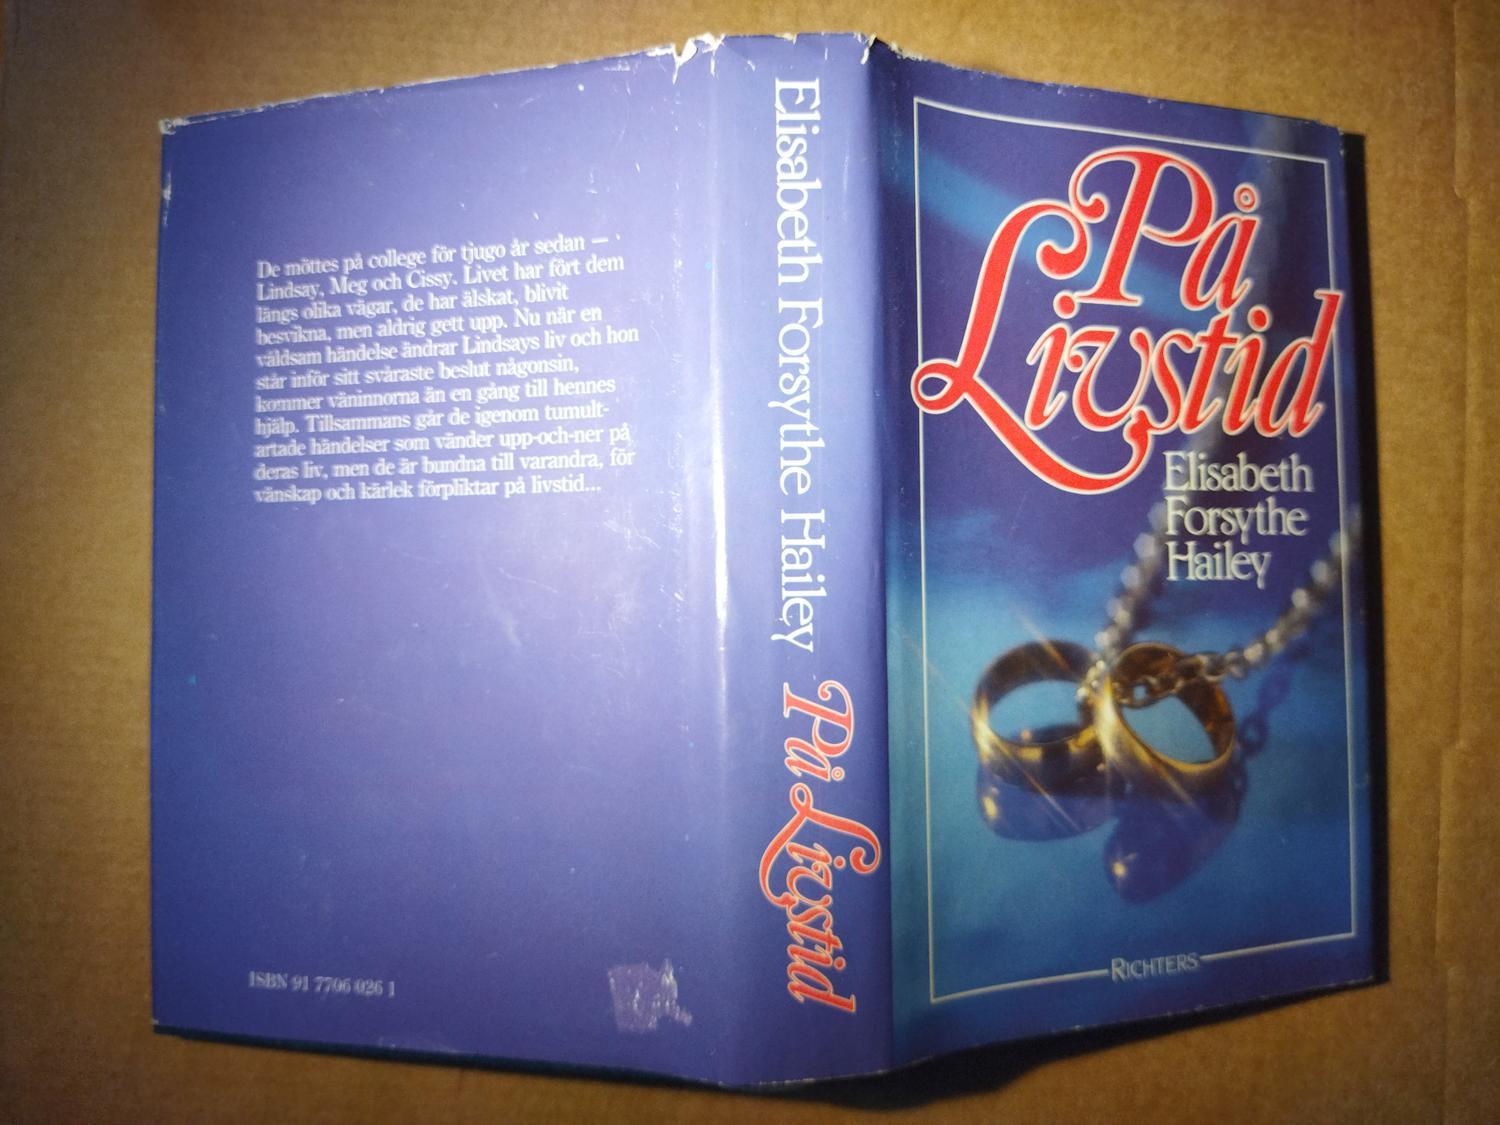 De möttes på college för tjugo år sedan —
Lindsay, Meg och Cissy. Livet har fört dem
längs olika vägar, de har älskat, blivit
besvikna, men aldrig gett upp. Nu när en
våldsam händelse ändrar Lindsays liv och hon
står inför sitt svåraste beslut någonsin,
kommer väninnorna än en gång till hennes
hjälp. Tillsammans går de igenom tumult-
artade händelser som vänder upp-och-ner på
deras liv, men de är bundna till varandra, för
vänskap och kärlek förpliktar på livstid...
ISBN 91 7706 026 1
Elisabeth Forsythe Hailey På Livstid
På
Livstid
Elisabeth
Forsythe
Hailey
RICHTERS